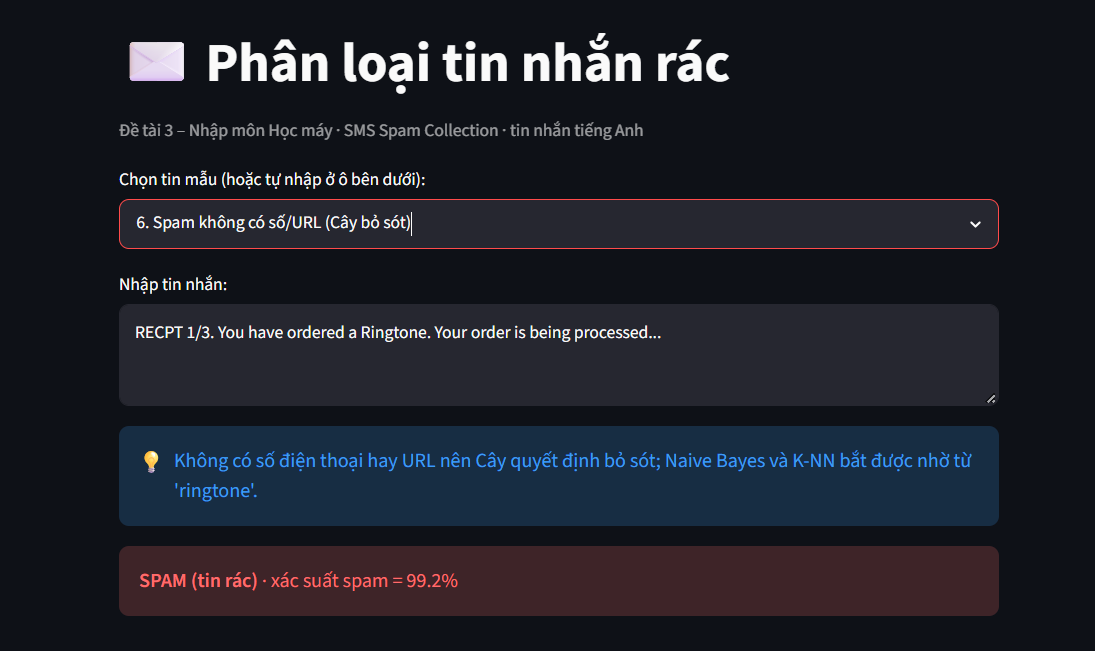 Phân loại tin nhắn rác
Đề tài 3 – Nhập môn Học máy · SMS Spam Collection · tin nhắn tiếng Anh
Chọn tin mẫu (hoặc tự nhập ở ô bên dưới):
6. Spam không có số/URL (Cây bỏ sót)
Nhập tin nhắn:
RECPT 1/3. You have ordered a Ringtone. Your order is being processed...
Không có số điện thoại hay URL nên Cây quyết định bỏ sót; Naive Bayes và K-NN bắt được nhờ từ
'ringtone'.
SPAM (tin rác) · xác suất spam = 99.2%